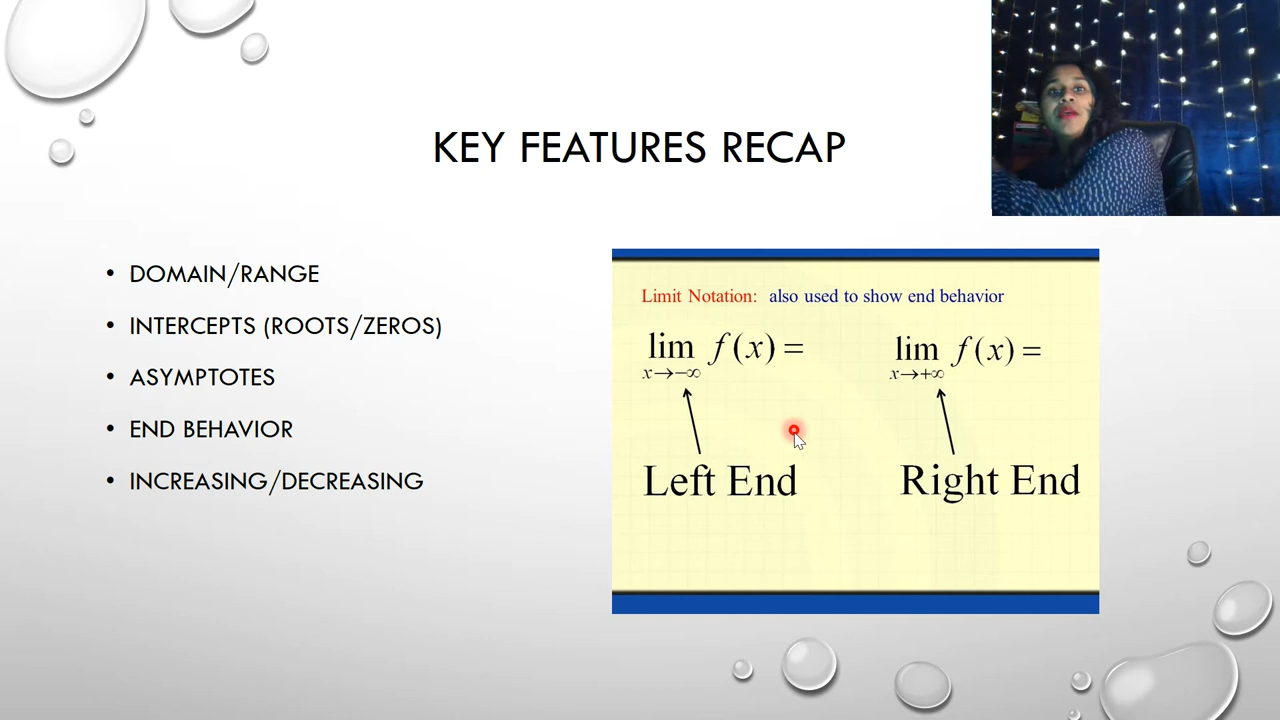 KEY FEATURES RECAP
• DOMAIN/RANGE
• INTERCEPTS (ROOTS/ZEROS)
• ASYMPTOTES
• END BEHAVIOR
• INCREASING/DECREASING
Limit Notation: also used to show end behavior
lim f(x) =
x→−∞
lim f(x) =
x→+∞
Left End
Right End